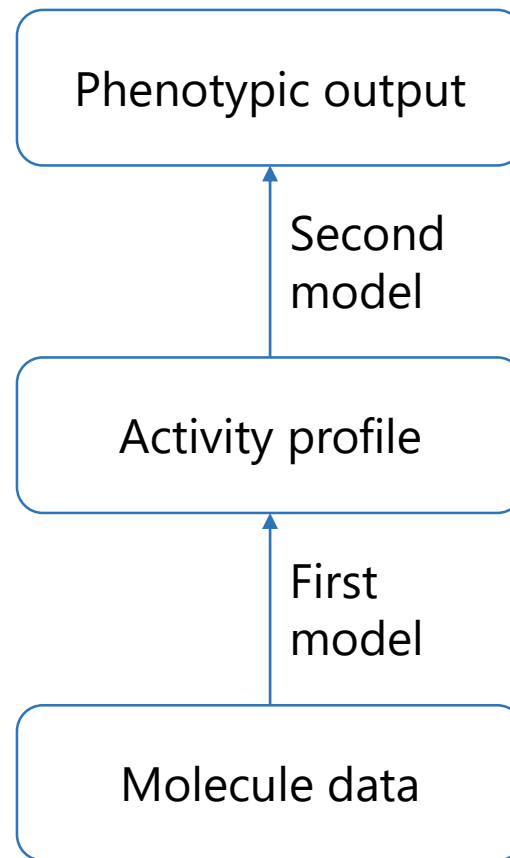 Phenotypic output
Second
model
Activity profile
First
model
Molecule data